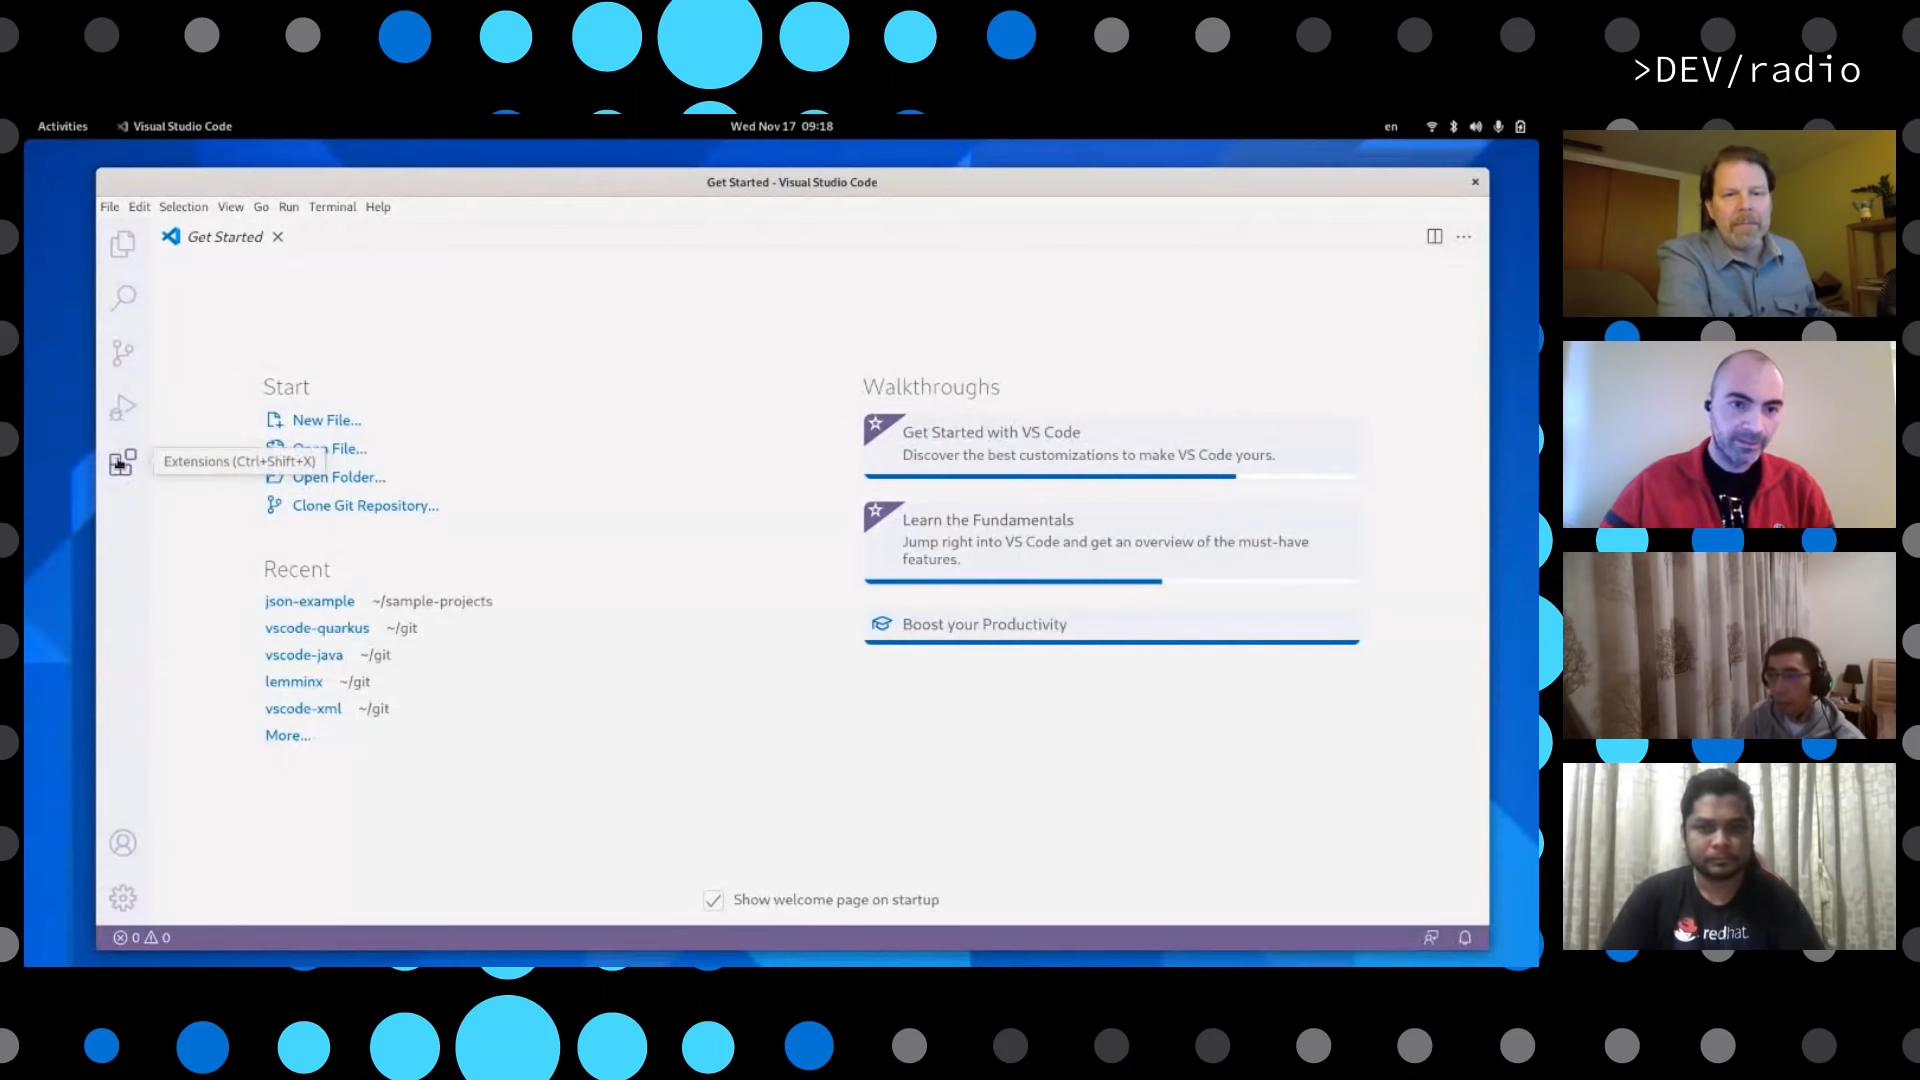 >DEV/radio
Activities Visual Studio Code Wed Nov 17 09:18 en
Get Started - Visual Studio Code
File Edit Selection View Go Run Terminal Help
Get Started
Start
New File...
Open File...
Extensions (Ctrl+Shift+X)
Open Folder...
Clone Git Repository...
Recent
json-example ~/sample-projects
vscode-quarkus ~/git
vscode-java ~/git
lemminx ~/git
vscode-xml ~/git
More...
Walkthroughs
Get Started with VS Code
Discover the best customizations to make VS Code yours.
Learn the Fundamentals
Jump right into VS Code and get an overview of the must-have
features.
Boost your Productivity
Show welcome page on startup
0 0
redhat.